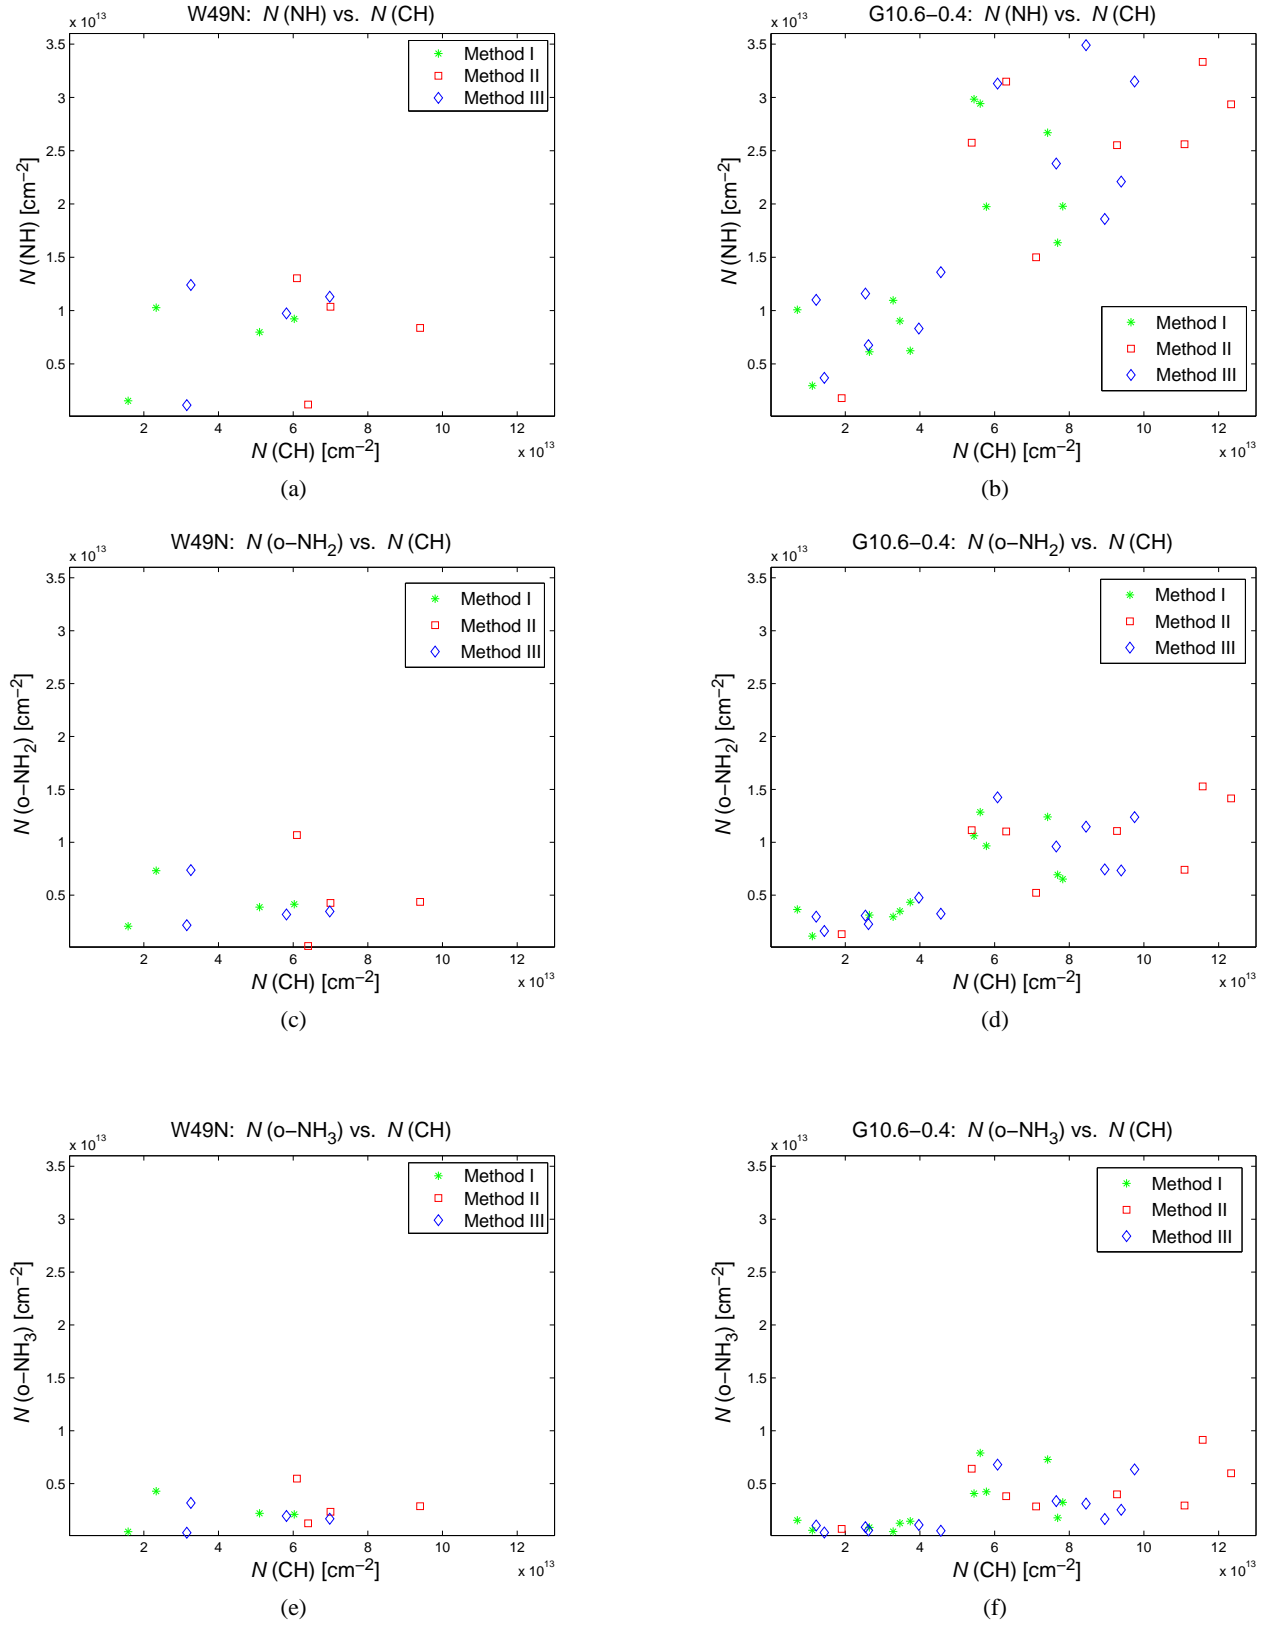 W49N: N (NH) vs. N (CH)
x 10^13
3.5
3
2.5
2
1.5
1
0.5
N (NH) [cm−2]
Method I
Method II
Method III
2 4 6 8 10 12
x 10^13
N (CH) [cm−2]
(a)
G10.6−0.4: N (NH) vs. N (CH)
x 10^13
3.5
3
2.5
2
1.5
1
0.5
N (NH) [cm−2]
Method I
Method II
Method III
2 4 6 8 10 12
x 10^13
N (CH) [cm−2]
(b)
W49N: N (o−NH2) vs. N (CH)
x 10^13
3.5
3
2.5
2
1.5
1
0.5
N (o−NH2) [cm−2]
Method I
Method II
Method III
2 4 6 8 10 12
x 10^13
N (CH) [cm−2]
(c)
G10.6−0.4: N (o−NH2) vs. N (CH)
x 10^13
3.5
3
2.5
2
1.5
1
0.5
N (o−NH2) [cm−2]
Method I
Method II
Method III
2 4 6 8 10 12
x 10^13
N (CH) [cm−2]
(d)
W49N: N (o−NH3) vs. N (CH)
x 10^13
3.5
3
2.5
2
1.5
1
0.5
N (o−NH3) [cm−2]
Method I
Method II
Method III
2 4 6 8 10 12
x 10^13
N (CH) [cm−2]
(e)
G10.6−0.4: N (o−NH3) vs. N (CH)
x 10^13
3.5
3
2.5
2
1.5
1
0.5
N (o−NH3) [cm−2]
Method I
Method II
Method III
2 4 6 8 10 12
x 10^13
N (CH) [cm−2]
(f)